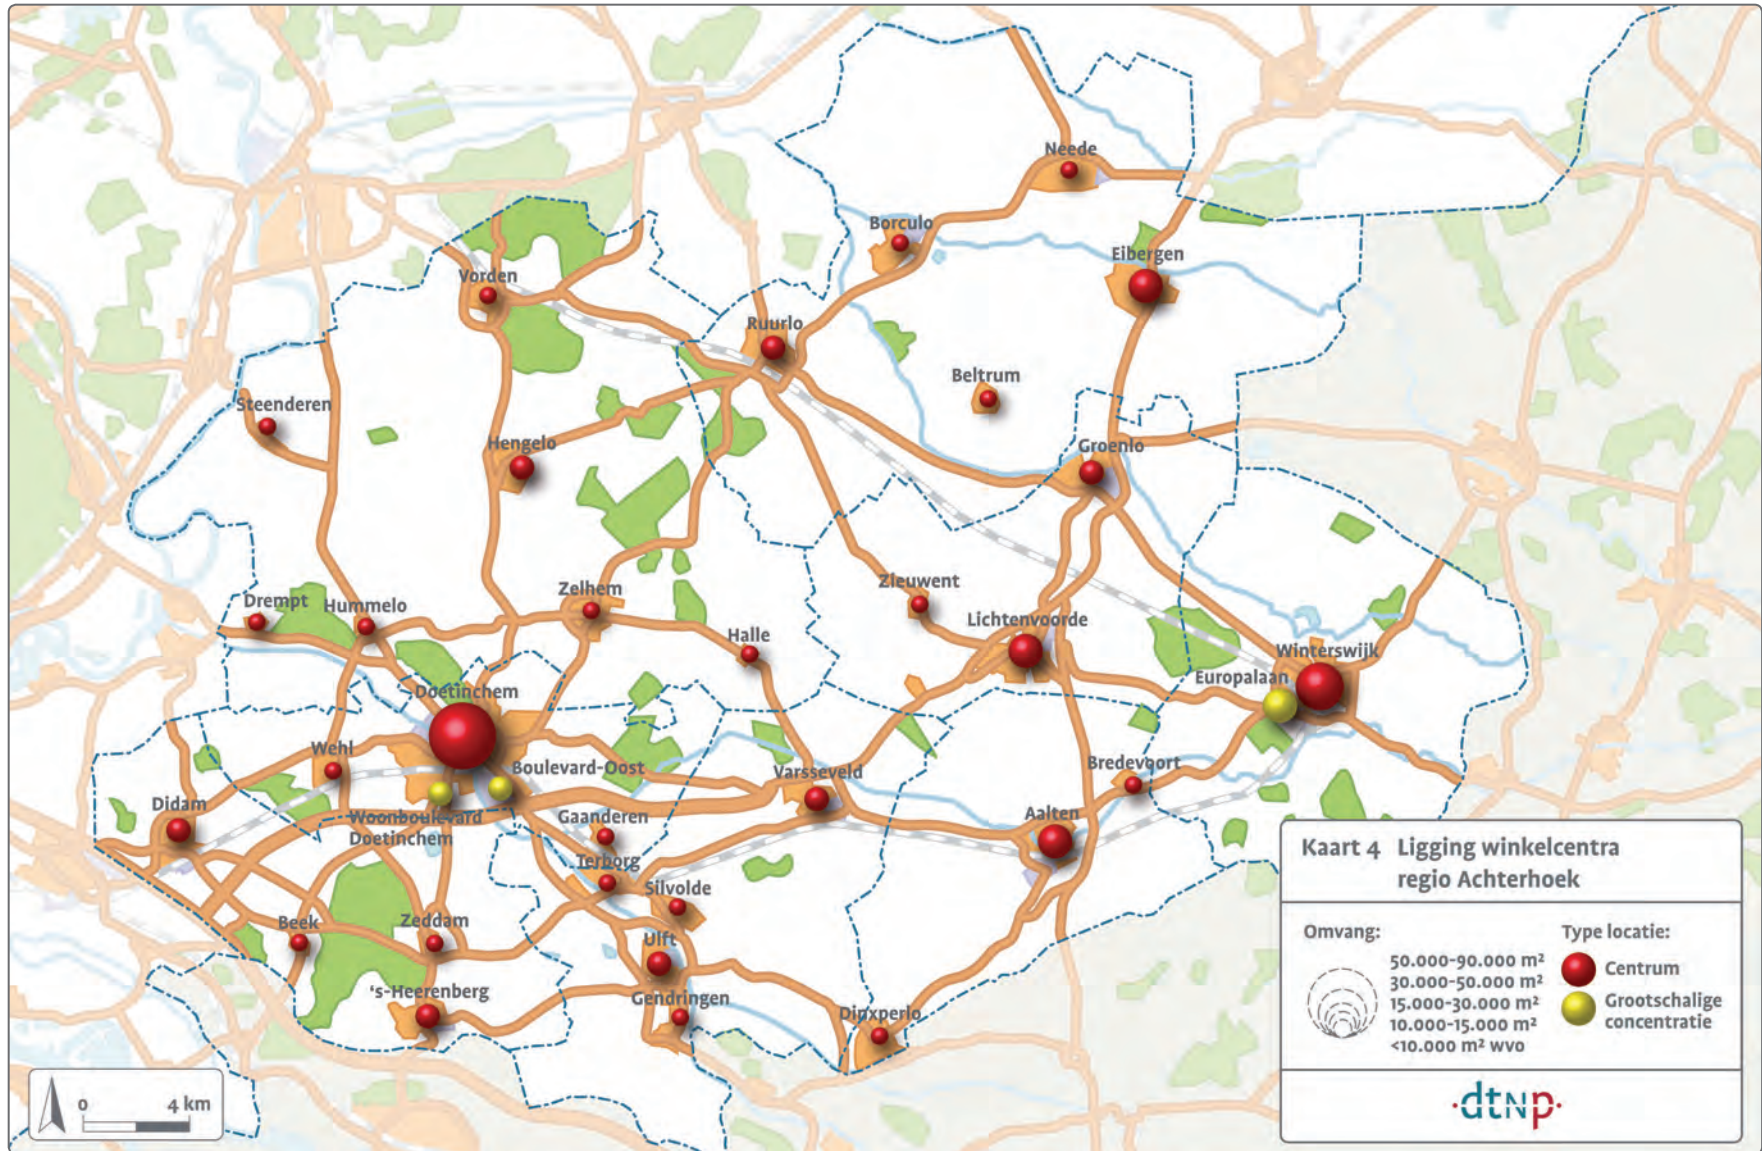 Neede
Borculo
Eibergen
Vorden
Ruurlo
Beltrum
Steenderen
Hengelo
Groenlo
Zieuwent
Zelhem
Drempt
Hummelo
Lichtenvoorde
Halle
Winterswijk
Europalaan
Doetinchem
Wehl
Boulevard-Oost
Varsseveld
Bredevoort
Didam
Woonboulevard
Doetinchem
Gaanderen
Aalten
Terborg
Silvolde
Beek
Zeddam
Ulft
's-Heerenberg
Gendringen
Dinxperlo
Kaart 4 Ligging winkelcentra
regio Achterhoek
Omvang:
50.000-90.000 m²
30.000-50.000 m²
15.000-30.000 m²
10.000-15.000 m²
<10.000 m² wvo
Type locatie:
Centrum
Grootschalige
concentratie
0 4 km
·dtnp·